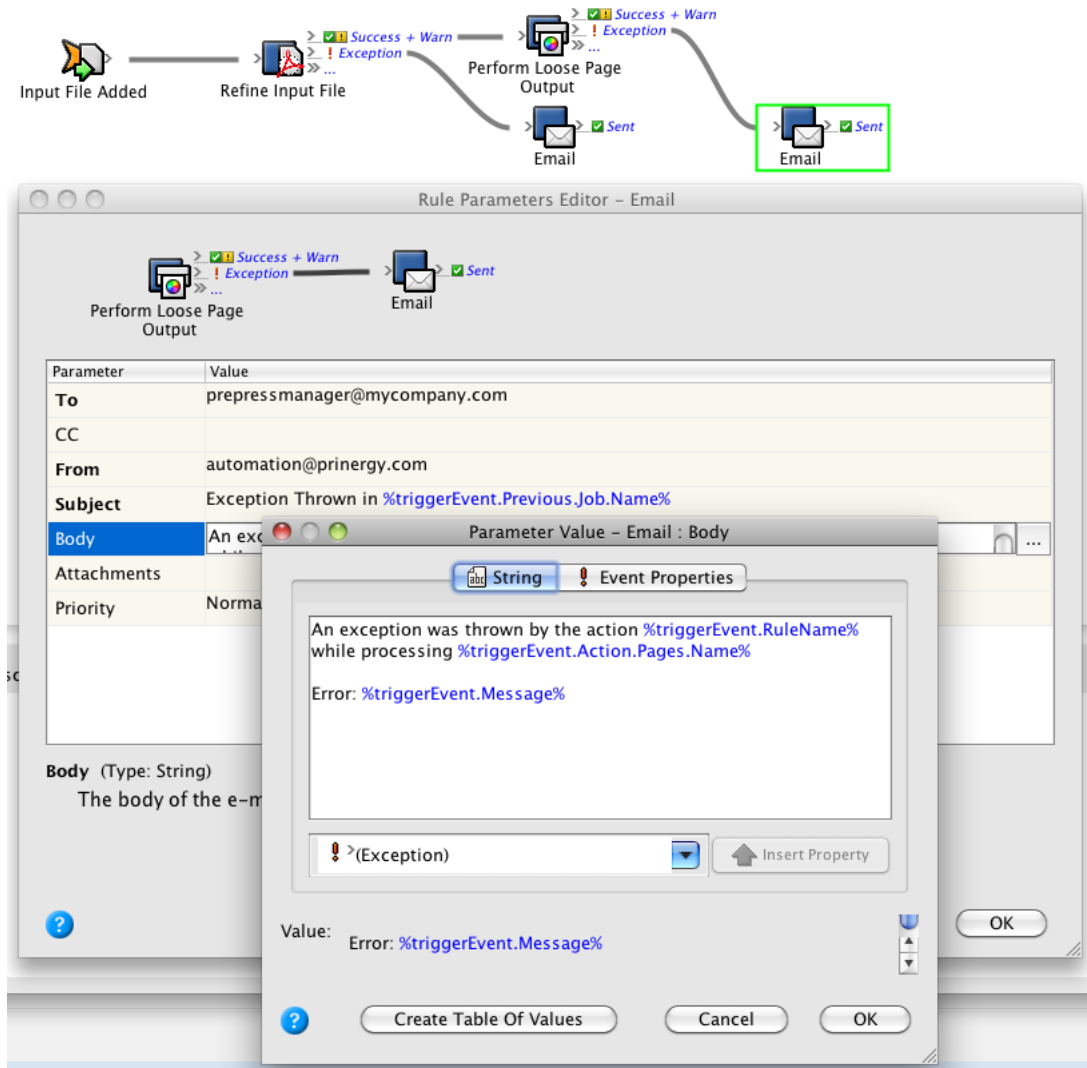 Success + Warn
Exception
...
Perform Loose Page
Output
Success + Warn
Exception
...
Input File Added
Refine Input File
Sent
Email
Sent
Email
Rule Parameters Editor – Email
Success + Warn
Exception
...
Perform Loose Page
Output
Sent
Email
Parameter Value
To prepressmanager@mycompany.com
CC
From automation@prinergy.com
Subject Exception Thrown in %triggerEvent.Previous.Job.Name%
Body An exc ...
Attachments
Priority Norma
Parameter Value – Email : Body
String Event Properties
An exception was thrown by the action %triggerEvent.RuleName%
while processing %triggerEvent.Action.Pages.Name%
Error: %triggerEvent.Message%
(Exception)
Insert Property
Body (Type: String)
The body of the e-m
Value: Error: %triggerEvent.Message%
OK
Create Table Of Values Cancel OK